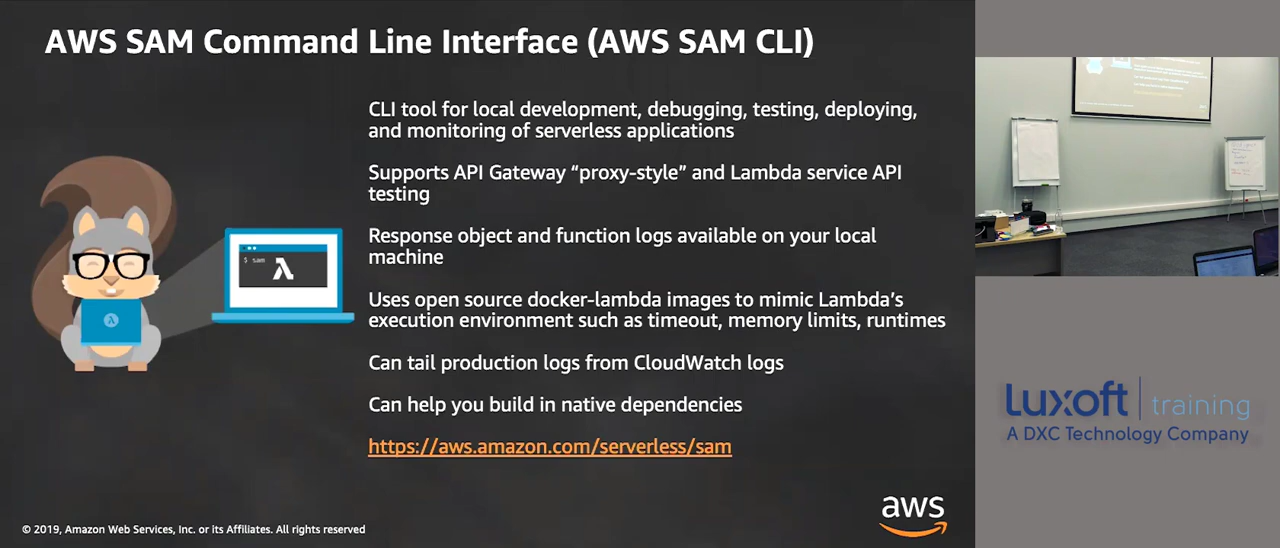 AWS SAM Command Line Interface (AWS SAM CLI)
CLI tool for local development, debugging, testing, deploying,
and monitoring of serverless applications
Supports API Gateway “proxy-style” and Lambda service API
testing
Response object and function logs available on your local
machine
$ sam
λ
λ
Uses open source docker-lambda images to mimic Lambda’s
execution environment such as timeout, memory limits, runtimes
Can tail production logs from CloudWatch logs
Can help you build in native dependencies
https://aws.amazon.com/serverless/sam
© 2019, Amazon Web Services, Inc. or its Affiliates. All rights reserved
aws
Luxoft training
A DXC Technology Company